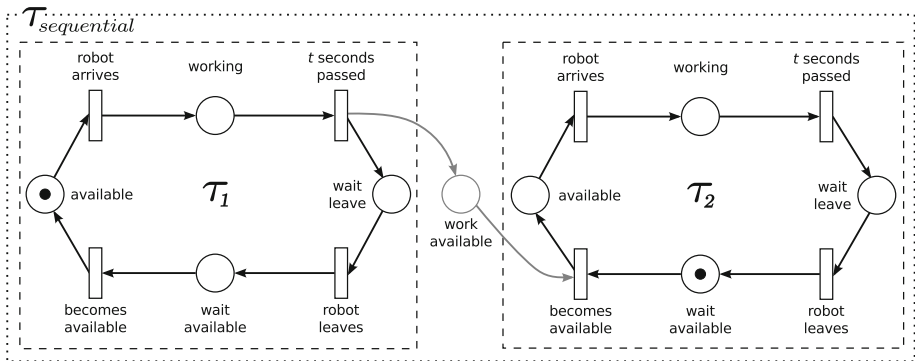 τsequential
robot
arrives
working
t seconds
passed
available
τ1
wait
leave
becomes
available
wait
available
robot
leaves
work
available
robot
arrives
working
t seconds
passed
available
τ2
wait
leave
becomes
available
wait
available
robot
leaves